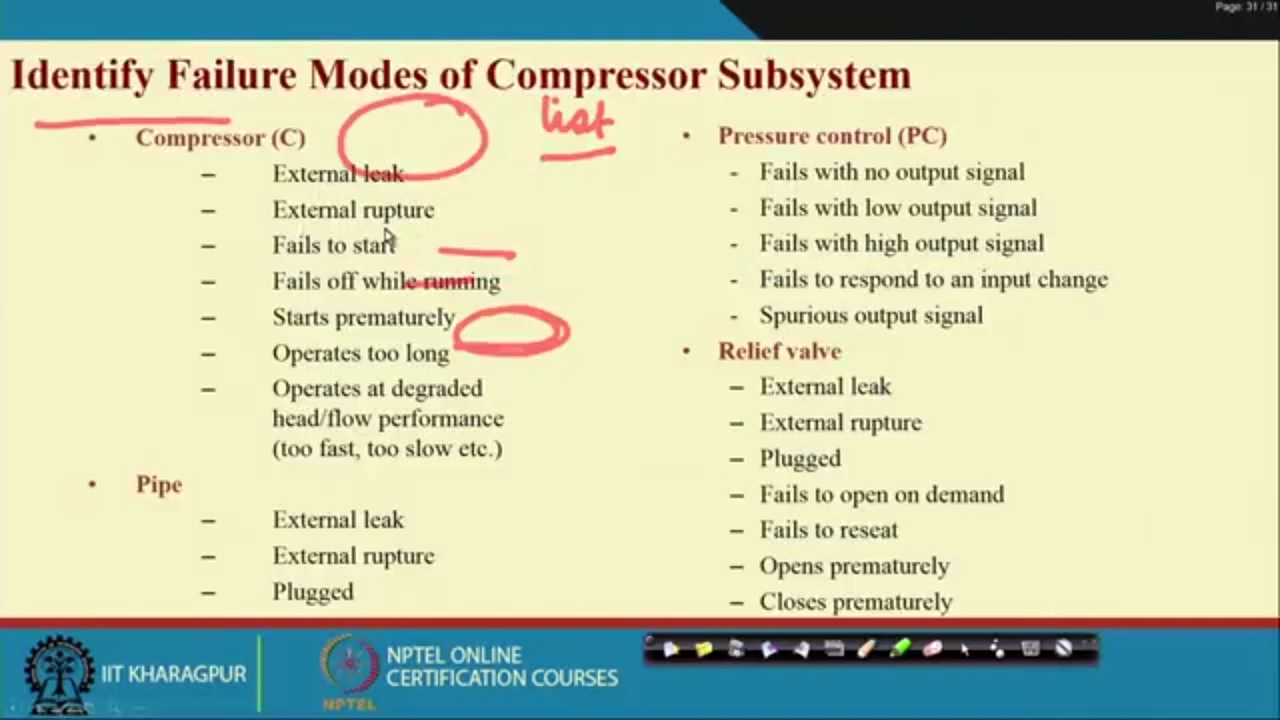 Page: 31 / 31
Identify Failure Modes of Compressor Subsystem
list
• Compressor (C)
– External leak
– External rupture
– Fails to start
– Fails off while running
– Starts prematurely
– Operates too long
– Operates at degraded
head/flow performance
(too fast, too slow etc.)
• Pipe
– External leak
– External rupture
– Plugged
• Pressure control (PC)
- Fails with no output signal
- Fails with low output signal
- Fails with high output signal
- Fails to respond to an input change
- Spurious output signal
• Relief valve
– External leak
– External rupture
– Plugged
– Fails to open on demand
– Fails to reseat
– Opens prematurely
– Closes prematurely
IIT KHARAGPUR
NPTEL
NPTEL ONLINE
CERTIFICATION COURSES